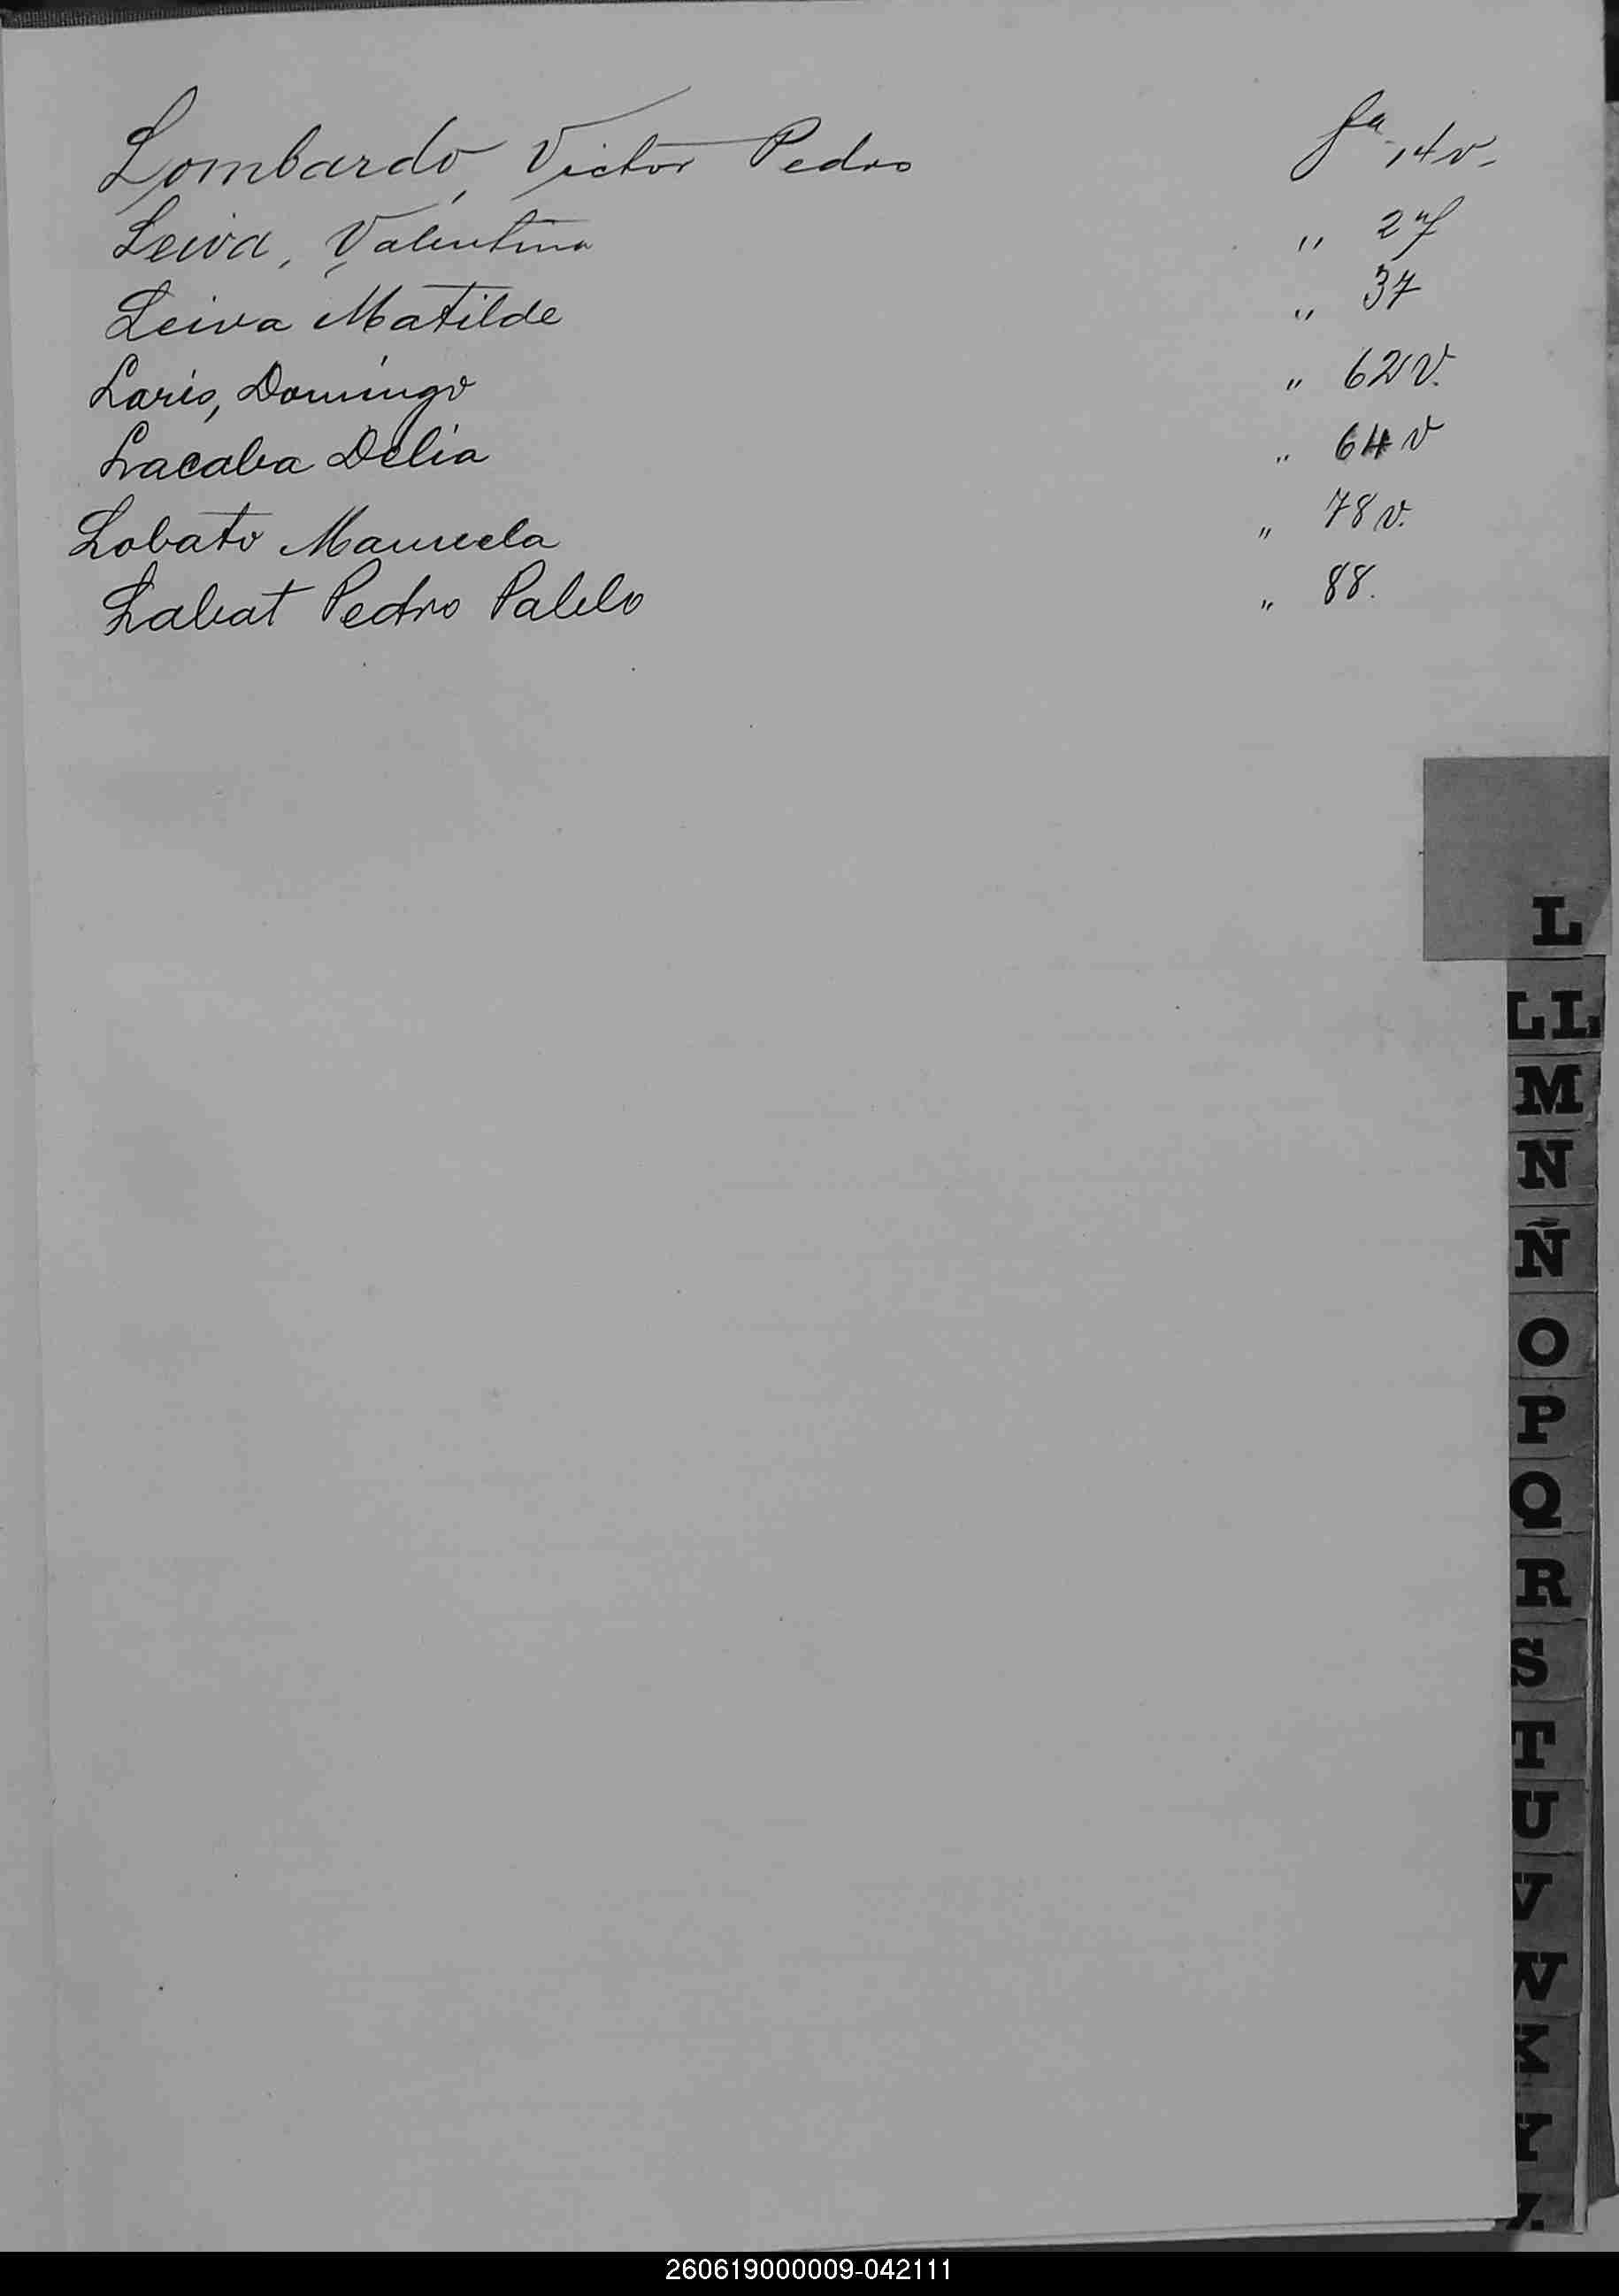 Lombardo, Victor Pedro fª 14v.
Leiva, Valentina " 27
Leiva Matilde " 37
Laris, Domingo " 62v.
Lacaba Delia " 64v
Lobato Manuela " 78v.
Labat Pedro Pablo " 88.
L
LL
M
N
Ñ
O
P
Q
R
S
T
U
V
W
X
Y
Z
260619000009-042111